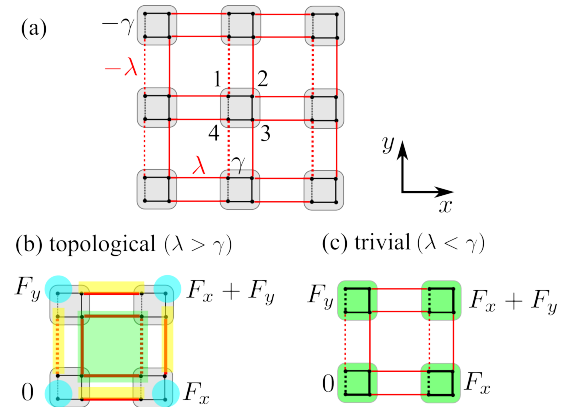 (a)
−γ
−λ
1 2
4 3
λ γ
y
x
(b) topological (λ > γ)
F_y F_x + F_y
0 F_x
(c) trivial (λ < γ)
F_y F_x + F_y
0 F_x